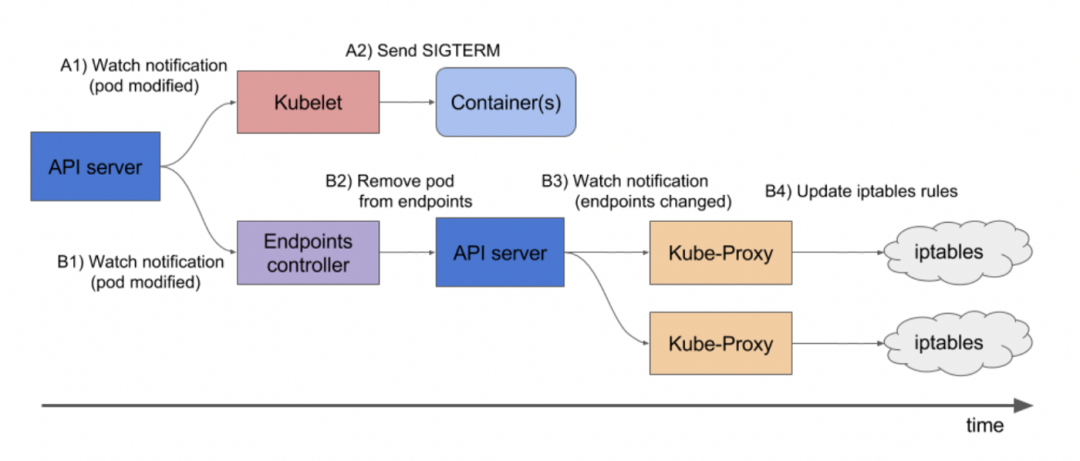 A2) Send SIGTERM
A1) Watch notification
(pod modified)
Kubelet
Container(s)
API server
B2) Remove pod
from endpoints
B3) Watch notification
(endpoints changed)
B4) Update iptables rules
Endpoints
controller
API server
Kube-Proxy
iptables
B1) Watch notification
(pod modified)
Kube-Proxy
iptables
time